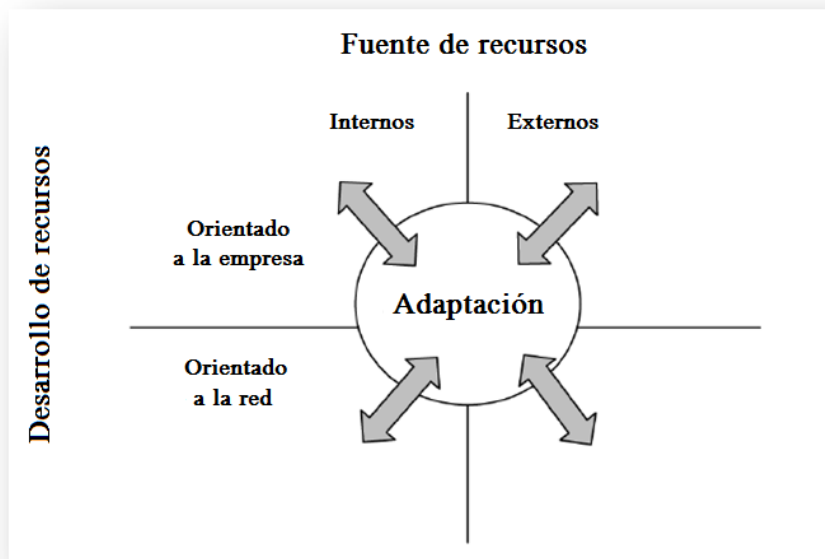 Fuente de recursos
Internos
Externos
Desarrollo de recursos
Orientado
a la empresa
Adaptación
Orientado
a la red